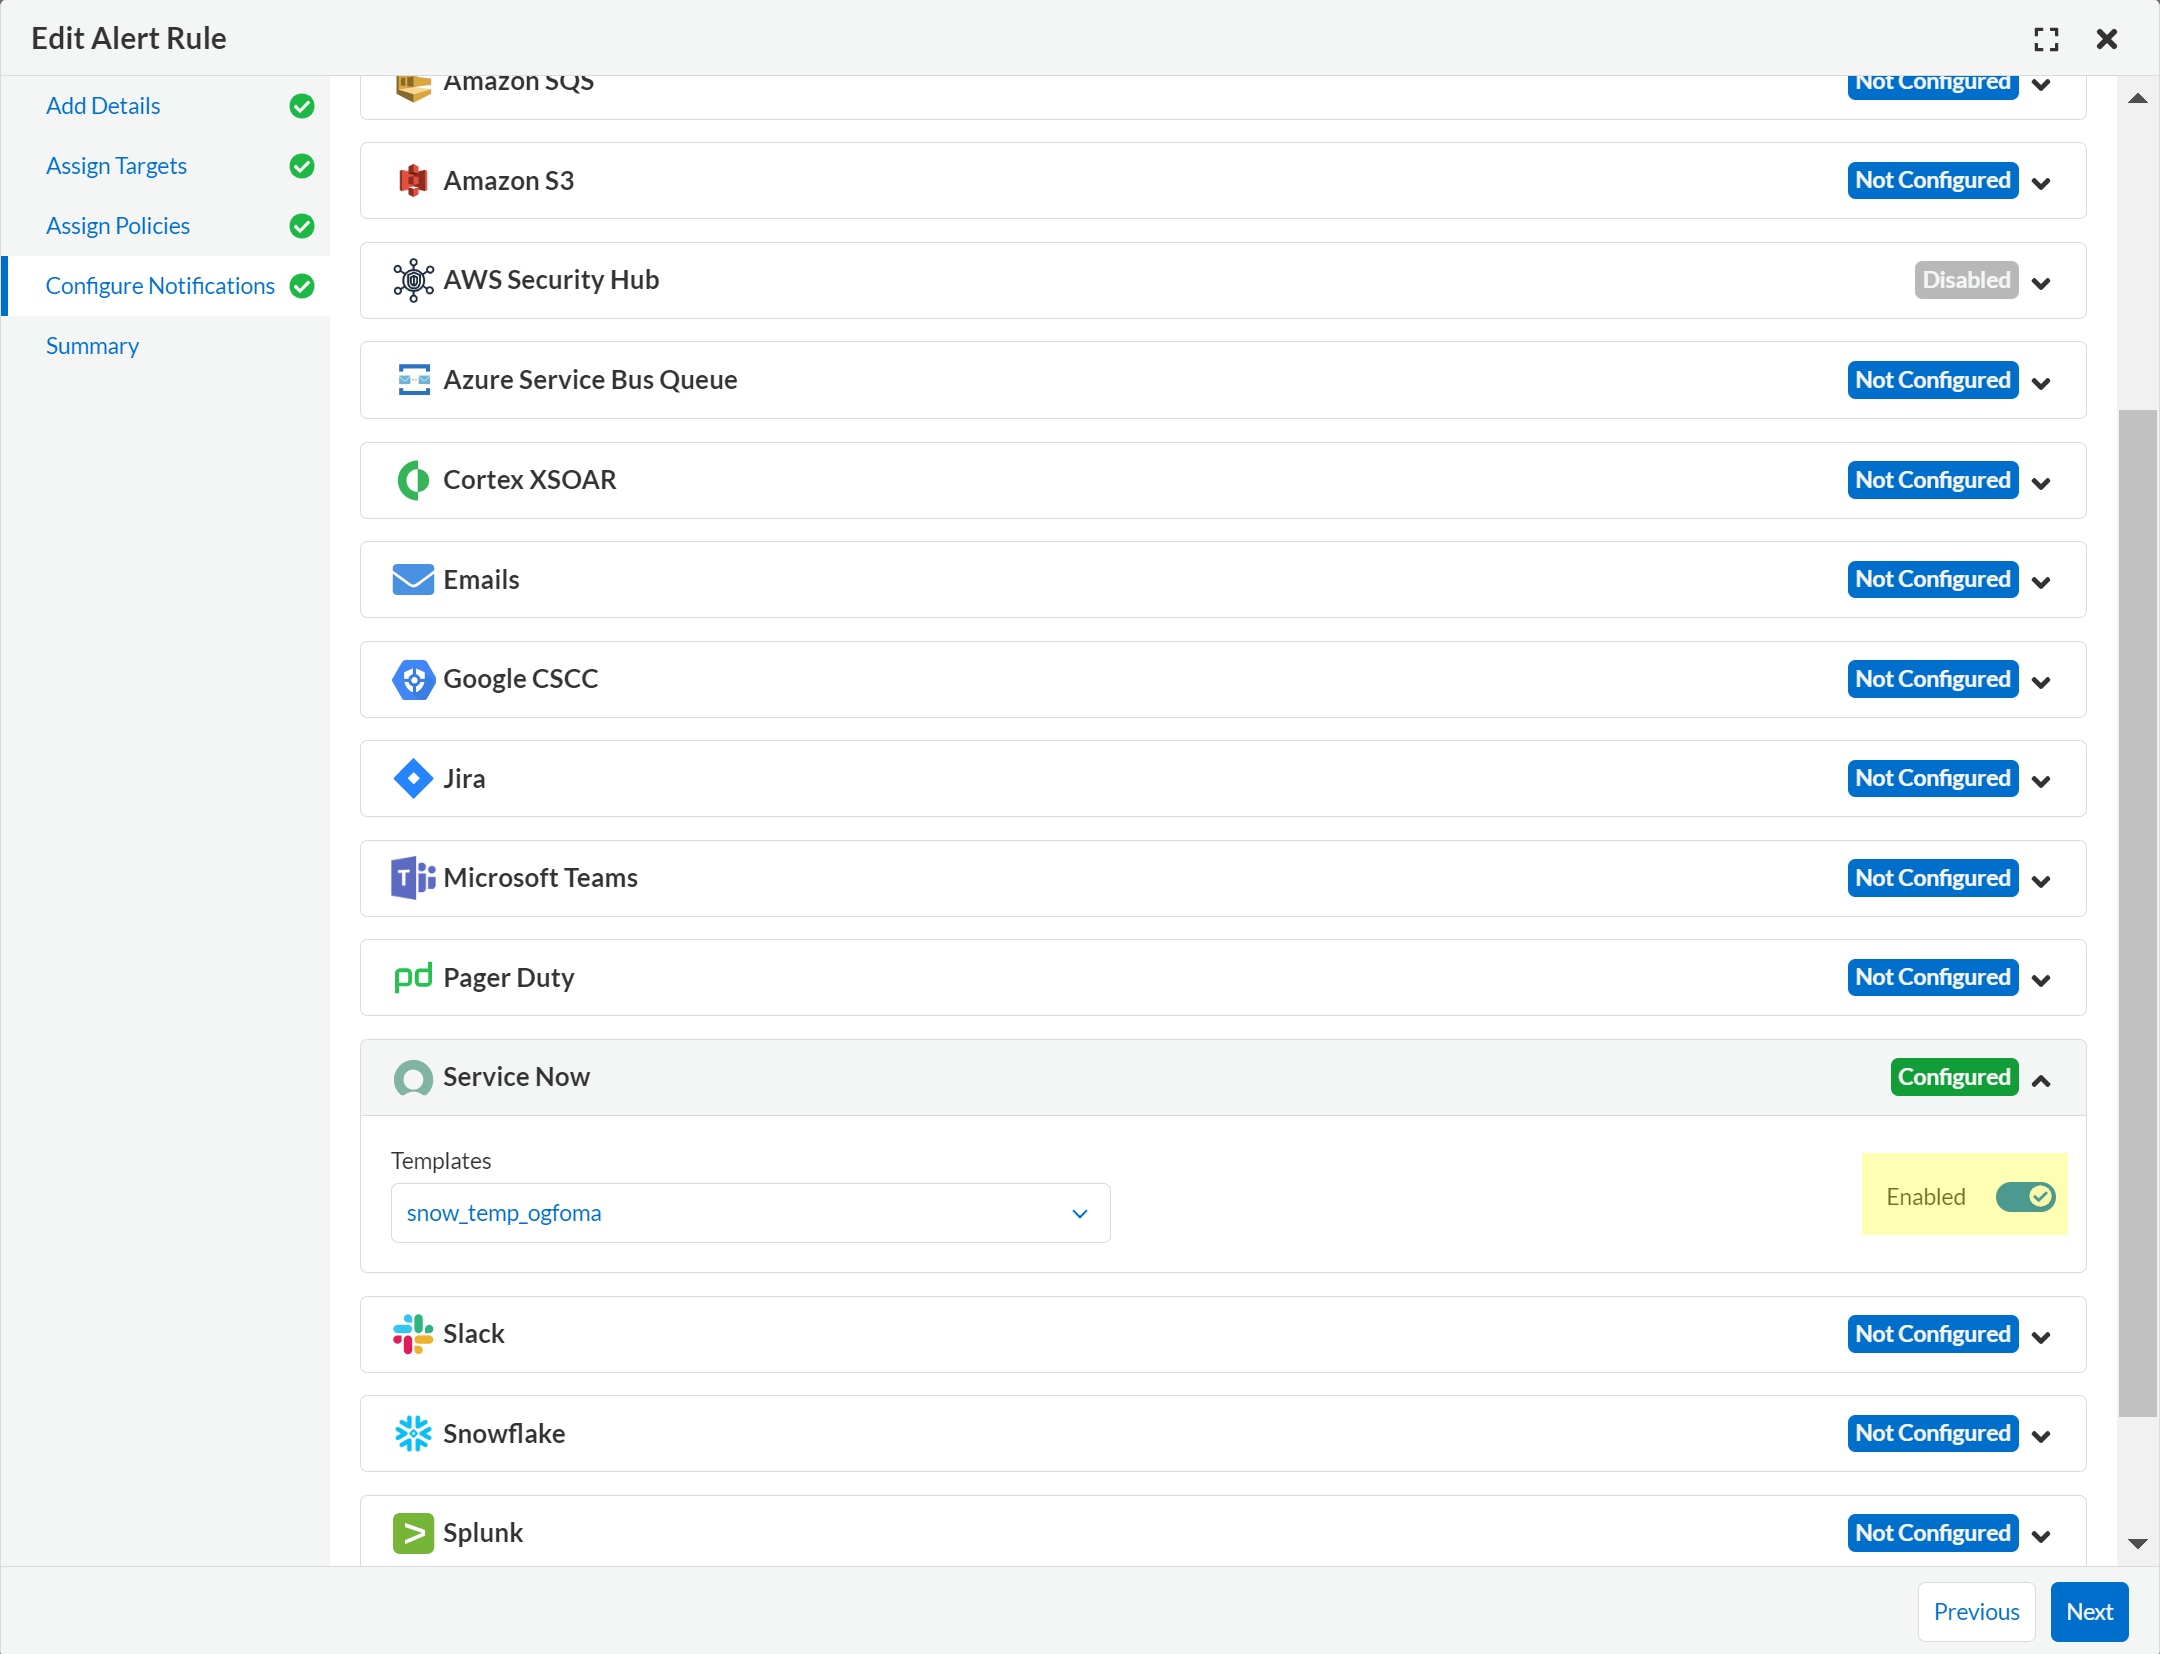 Edit Alert Rule
Add Details
Assign Targets
Assign Policies
Configure Notifications
Summary
Amazon SQS Not Configured
Amazon S3 Not Configured
AWS Security Hub Disabled
Azure Service Bus Queue Not Configured
Cortex XSOAR Not Configured
Emails Not Configured
Google CSCC Not Configured
Jira Not Configured
Microsoft Teams Not Configured
pd Pager Duty Not Configured
Service Now Configured
Templates
snow_temp_ogfoma
Enabled
Slack Not Configured
Snowflake Not Configured
Splunk Not Configured
Previous Next